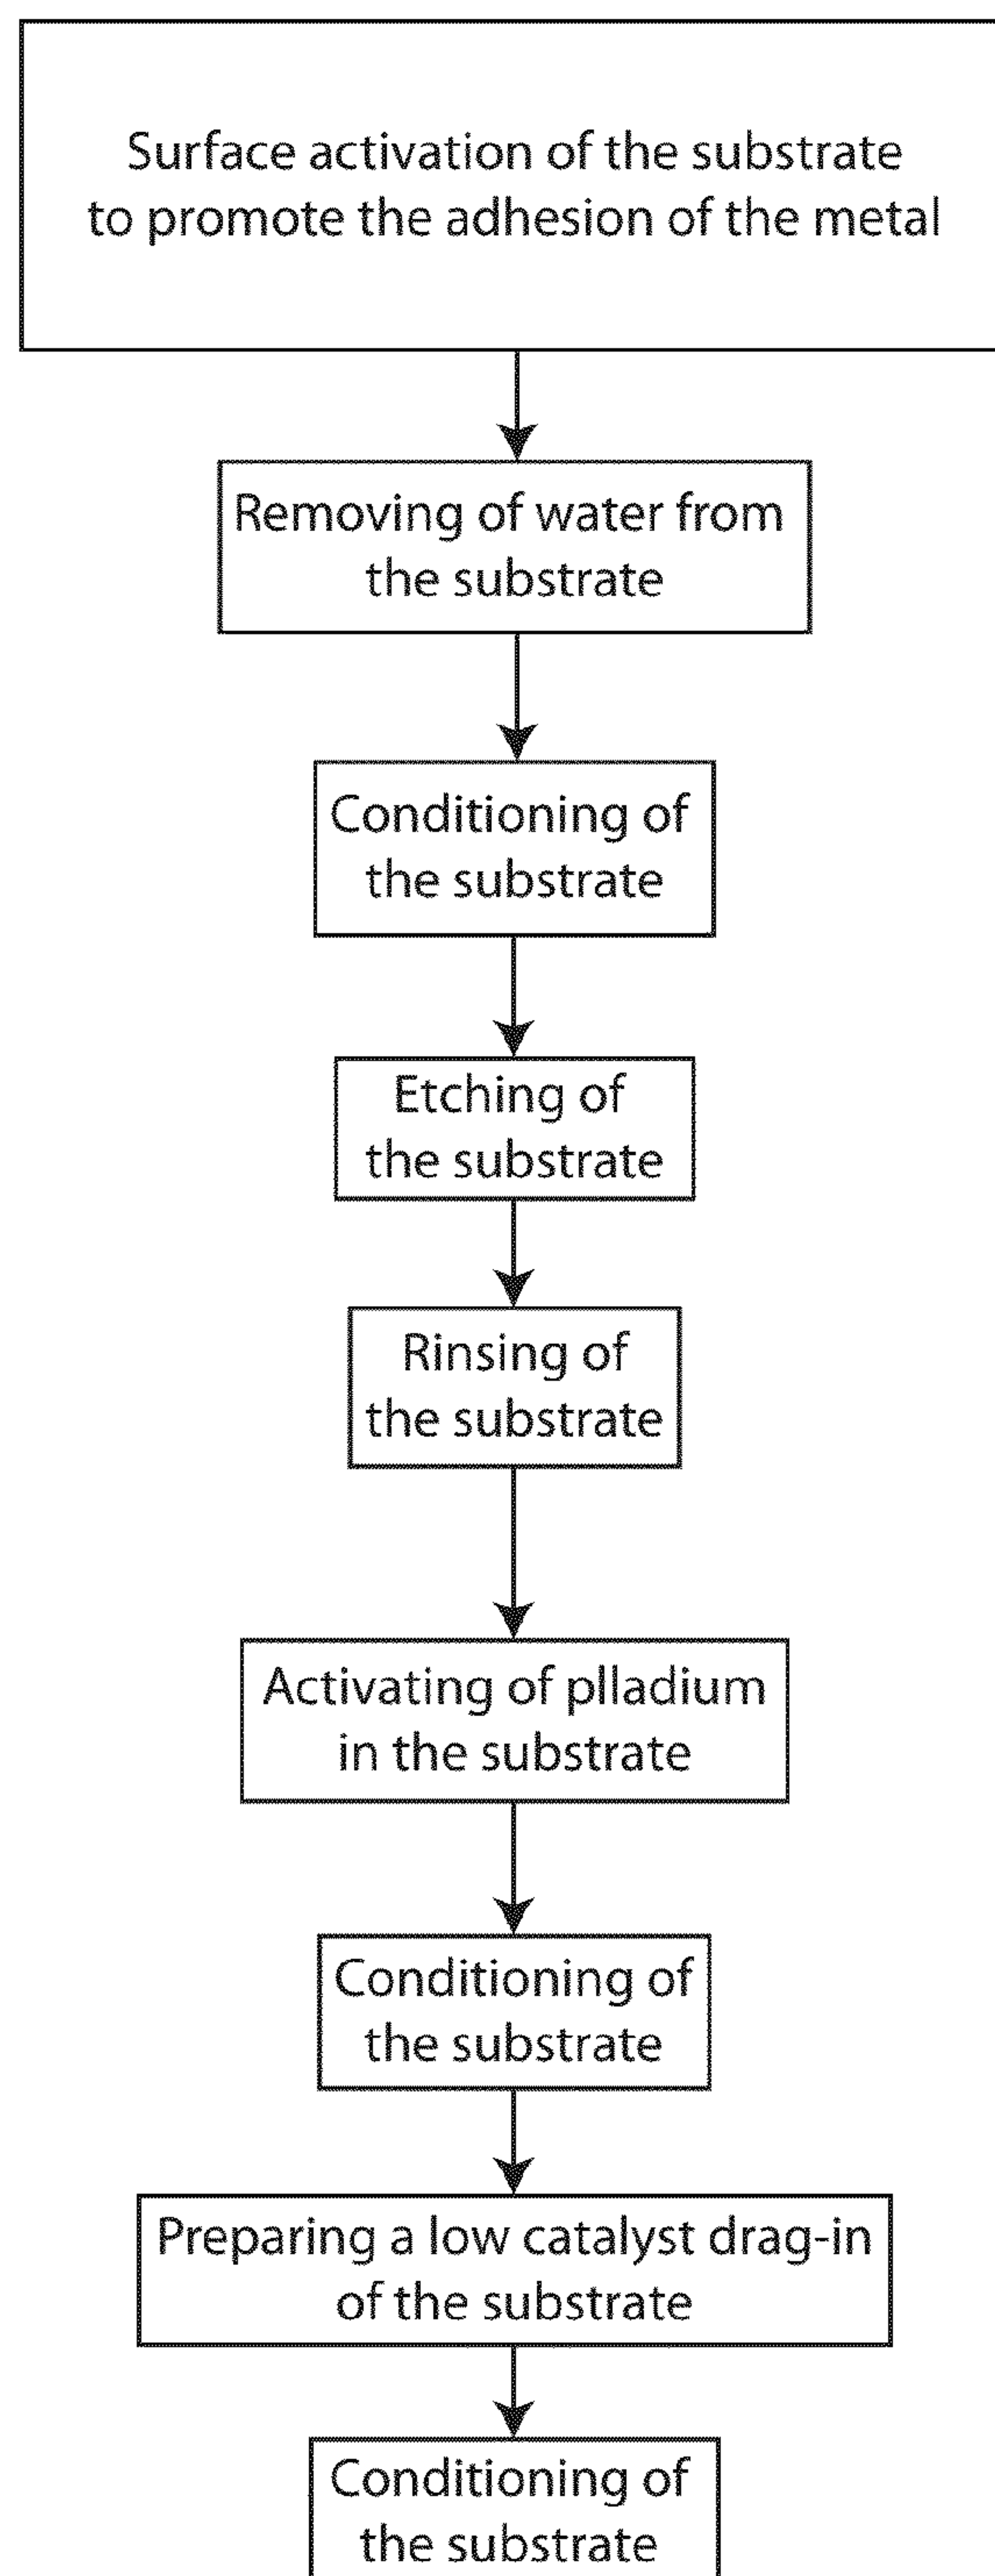 Surface activation of the substrate
to promote the adhesion of the metal
Removing of water from
the substrate
Conditioning of
the substrate
Etching of
the substrate
Rinsing of
the substrate
Activating of plladium
in the substrate
Conditioning of
the substrate
Preparing a low catalyst drag-in
of the substrate
Conditioning of
the substrate